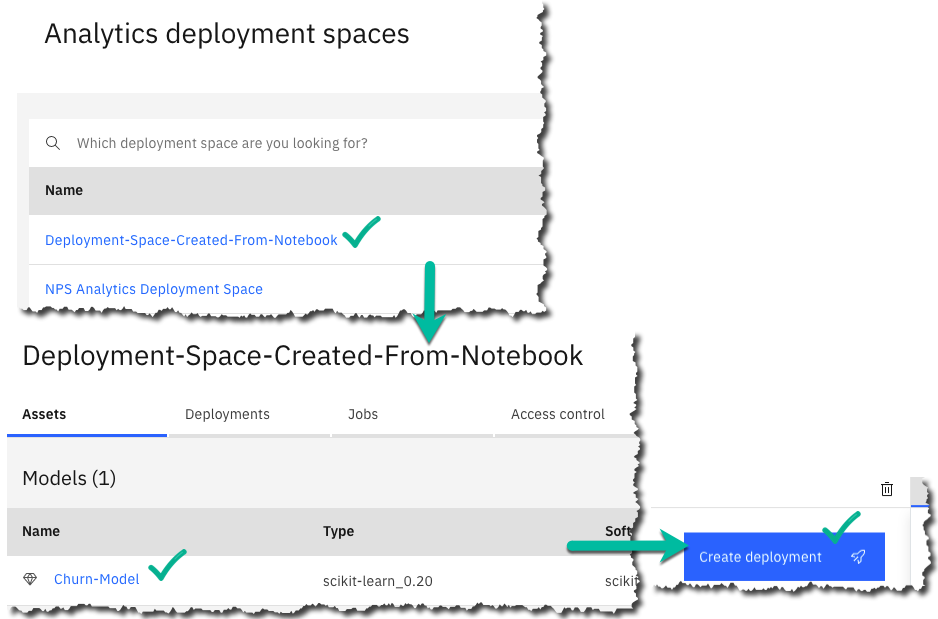 Analytics deployment spaces
Which deployment space are you looking for?
Name
Deployment-Space-Created-From-Notebook
NPS Analytics Deployment Space
Deployment-Space-Created-From-Notebook
Assets Deployments Jobs Access control
Models (1)
Name Type Soft
Churn-Model scikit-learn_0.20 scikit
Create deployment